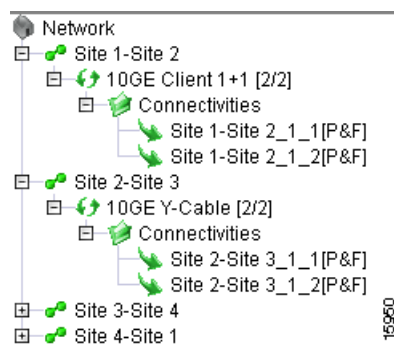 Network
Site 1-Site 2
10GE Client 1+1 [2/2]
Connectivities
Site 1-Site 2_1_1[P&F]
Site 1-Site 2_1_2[P&F]
Site 2-Site 3
10GE Y-Cable [2/2]
Connectivities
Site 2-Site 3_1_1[P&F]
Site 2-Site 3_1_2[P&F]
Site 3-Site 4
Site 4-Site 1
15950